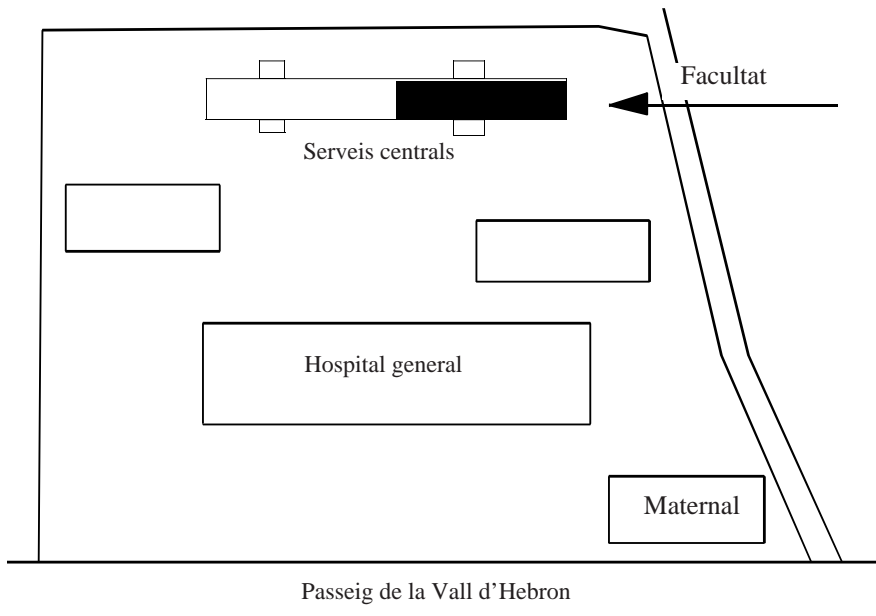 Facultat
Serveis centrals
Hospital general
Maternal
Passeig de la Vall d’Hebron